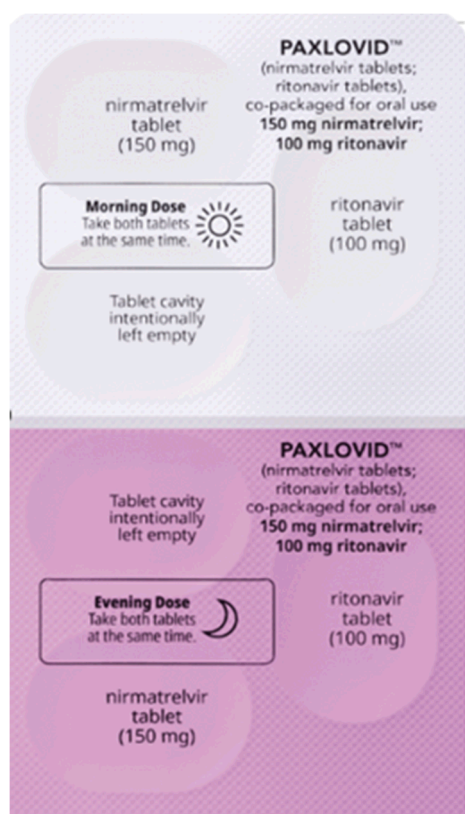 PAXLOVID™
(nirmatrelvir tablets;
ritonavir tablets),
co-packaged for oral use
150 mg nirmatrelvir;
100 mg ritonavir
nirmatrelvir
tablet
(150 mg)
Morning Dose
Take both tablets
at the same time.
ritonavir
tablet
(100 mg)
Tablet cavity
intentionally
left empty
PAXLOVID™
(nirmatrelvir tablets;
ritonavir tablets),
co-packaged for oral use
150 mg nirmatrelvir;
100 mg ritonavir
Tablet cavity
intentionally
left empty
Evening Dose
Take both tablets
at the same time.
ritonavir
tablet
(100 mg)
nirmatrelvir
tablet
(150 mg)